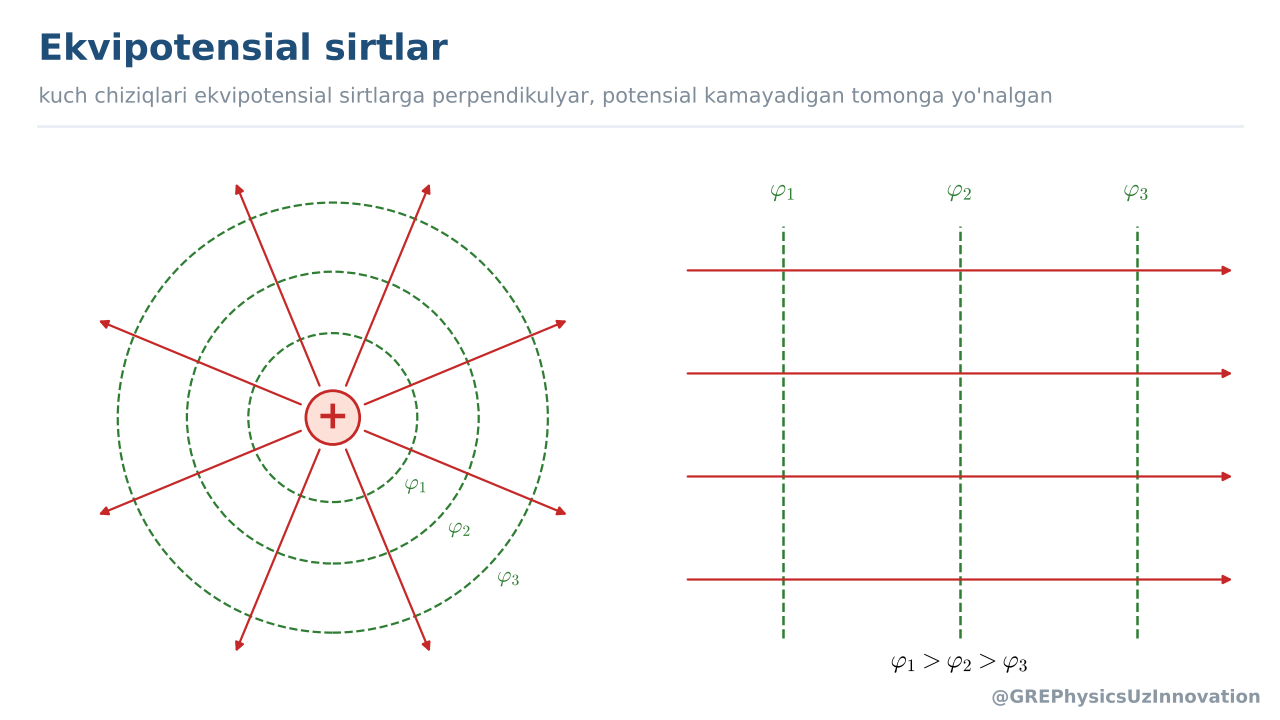 Ekvipotensial sirtlar
kuch chiziqlari ekvipotensial sirtlarga perpendikulyar, potensial kamayadigan tomonga yo'nalgan
φ₁ φ₂ φ₃
+
φ₁
φ₂
φ₃
φ₁ > φ₂ > φ₃
@GREPhysicsUzInnovation